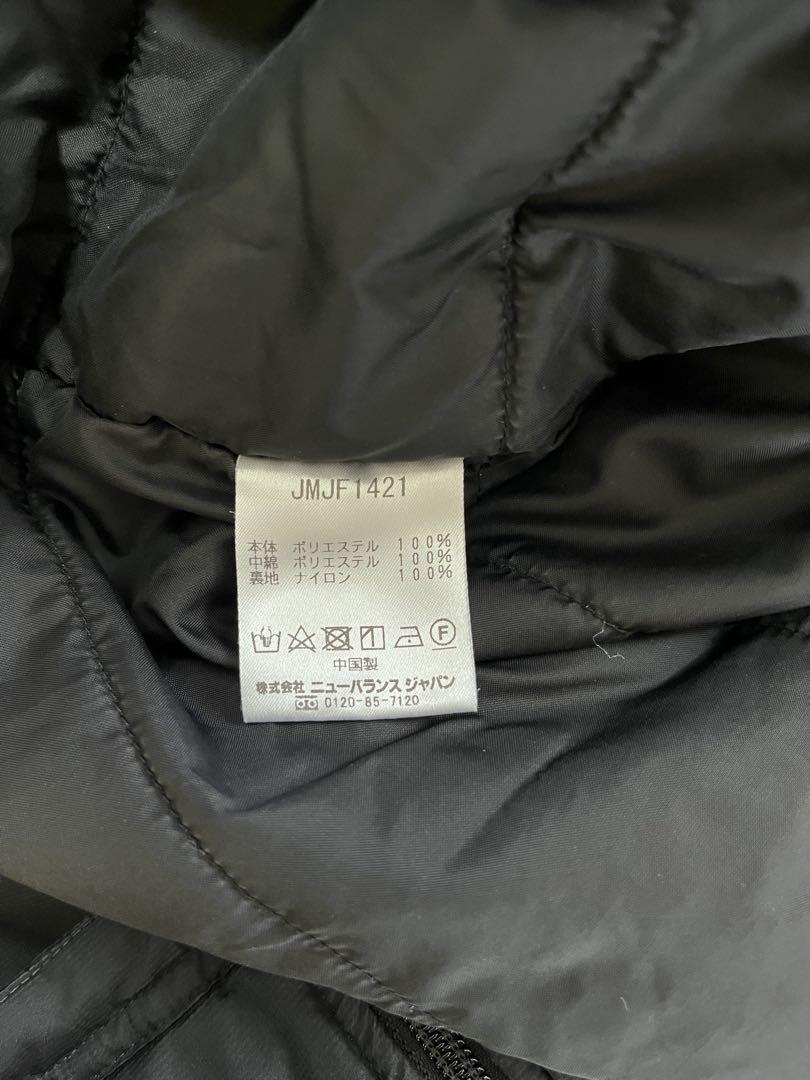 JMJF1421
本体 ポリエステル 100%
中綿 ポリエステル 100%
裏地 ナイロン 100%
F
中国製
株式会社 ニューバランス ジャパン
0120-85-7120